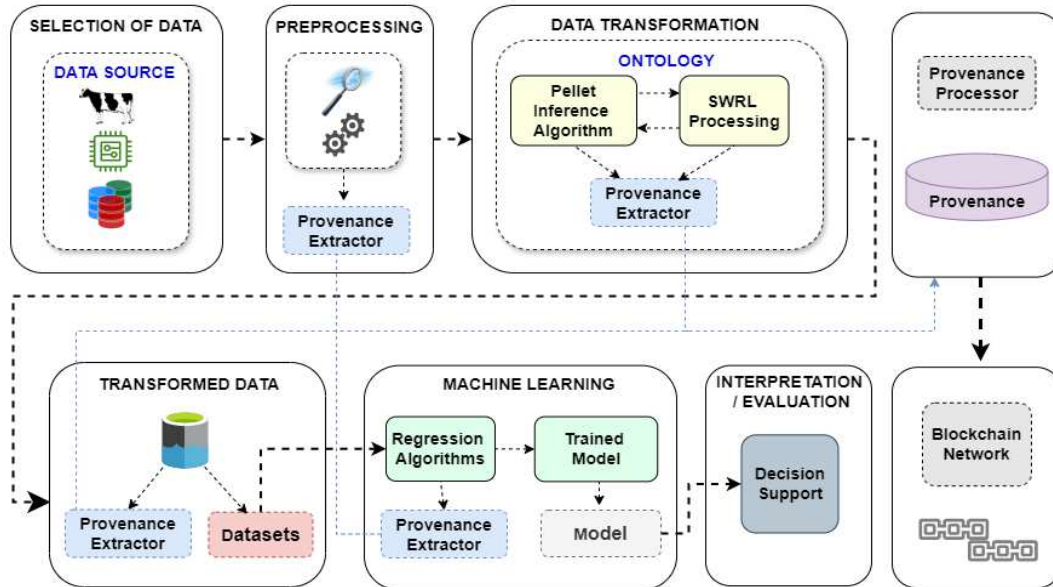 SELECTION OF DATA
DATA SOURCE
PREPROCESSING
Provenance
Extractor
DATA TRANSFORMATION
ONTOLOGY
Pellet
Inference
Algorithm
SWRL
Processing
Provenance
Extractor
Provenance
Processor
Provenance
TRANSFORMED DATA
Provenance
Extractor
Datasets
MACHINE LEARNING
Regression
Algorithms
Trained
Model
Provenance
Extractor
Model
INTERPRETATION
/ EVALUATION
Decision
Support
Blockchain
Network